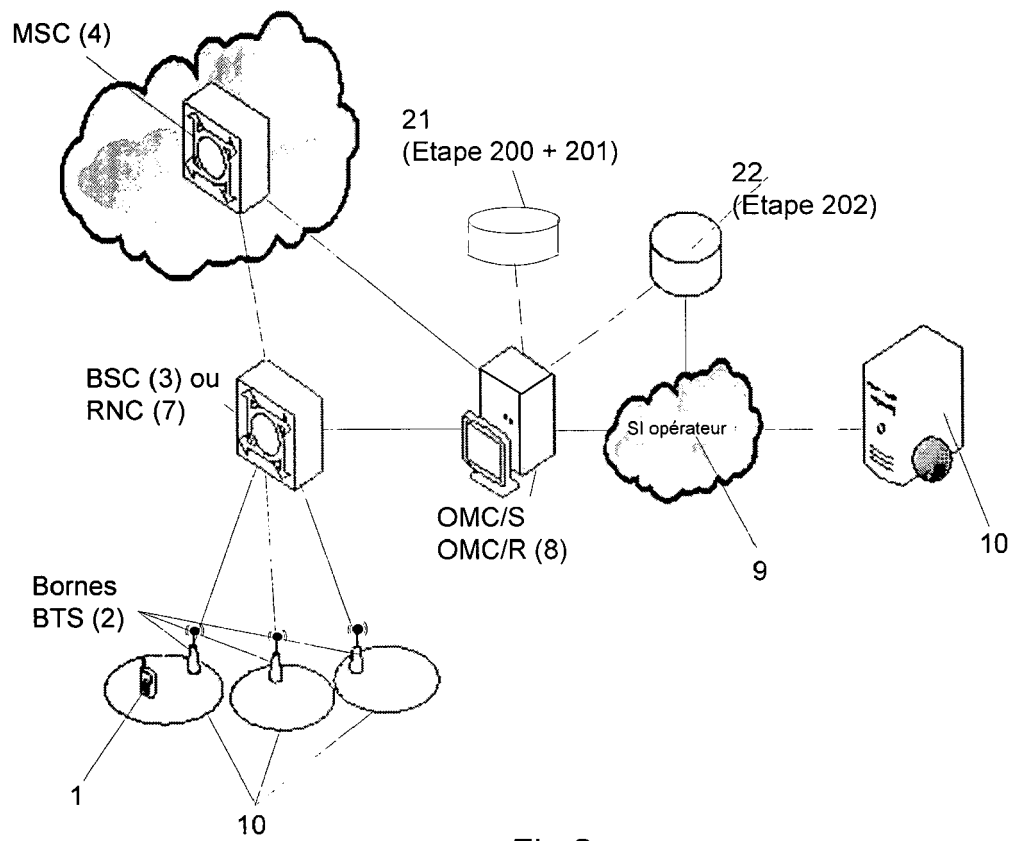 MSC (4)
21
(Etape 200 + 201)
22
(Etape 202)
BSC (3) ou
RNC (7)
SI opérateur
OMC/S
OMC/R (8)
10
9
Bornes
BTS (2)
1
10